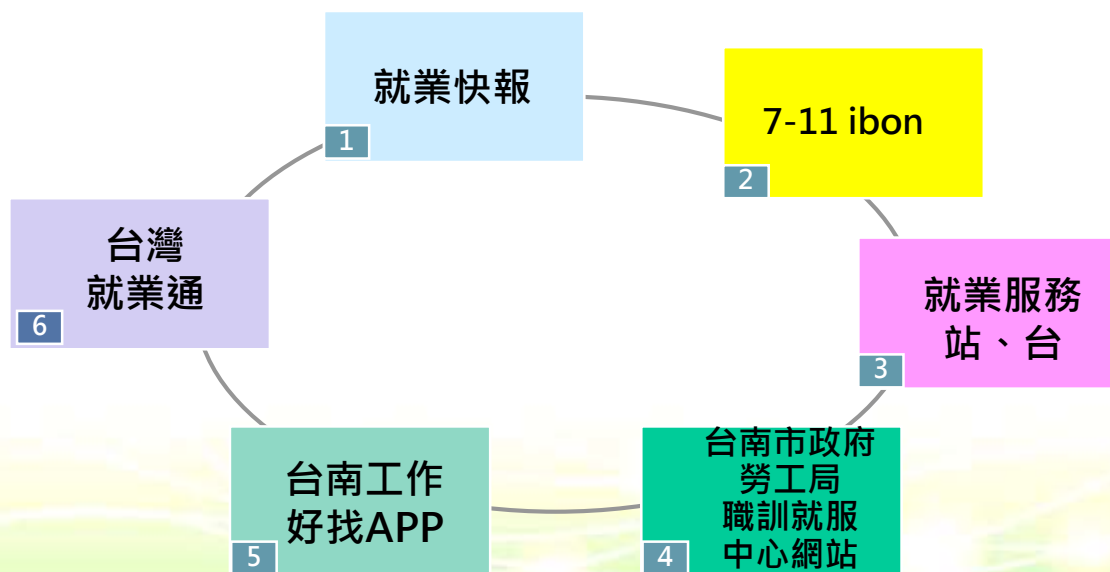 就業快報
1
7-11 ibon
2
就業服務
站、台
3
台南市政府
勞工局
職訓就服
中心網站
4
台南工作
好找APP
5
台灣
就業通
6